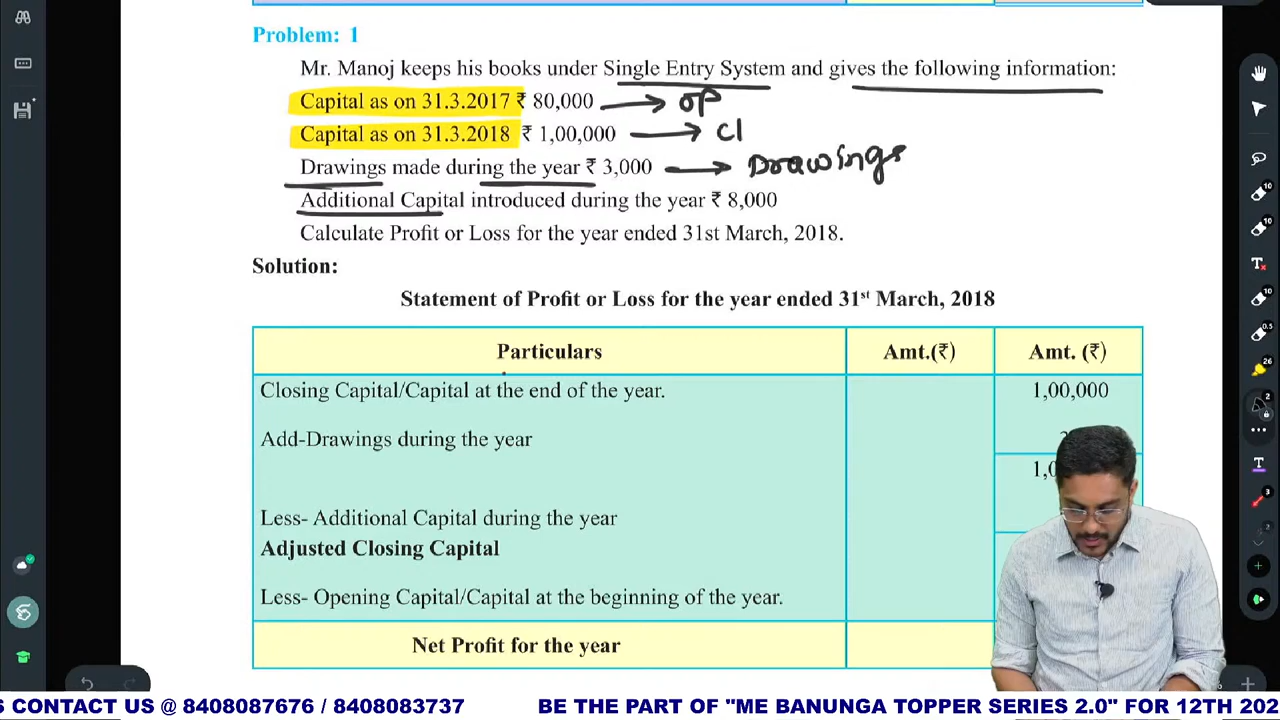 Problem: 1
Mr. Manoj keeps his books under Single Entry System and gives the following information:
Capital as on 31.3.2017 ₹ 80,000 → OP
Capital as on 31.3.2018 ₹ 1,00,000 → Cl
Drawings made during the year ₹ 3,000 → Drawings
Additional Capital introduced during the year ₹ 8,000
Calculate Profit or Loss for the year ended 31st March, 2018.
Solution:
Statement of Profit or Loss for the year ended 31st March, 2018
Particulars Amt.(₹) Amt. (₹)
Closing Capital/Capital at the end of the year. 1,00,000
Add-Drawings during the year
Less- Additional Capital during the year
Adjusted Closing Capital
Less- Opening Capital/Capital at the beginning of the year.
Net Profit for the year
S CONTACT US @ 8408087676 / 8408083737 BE THE PART OF "ME BANUNGA TOPPER SERIES 2.0" FOR 12TH 202